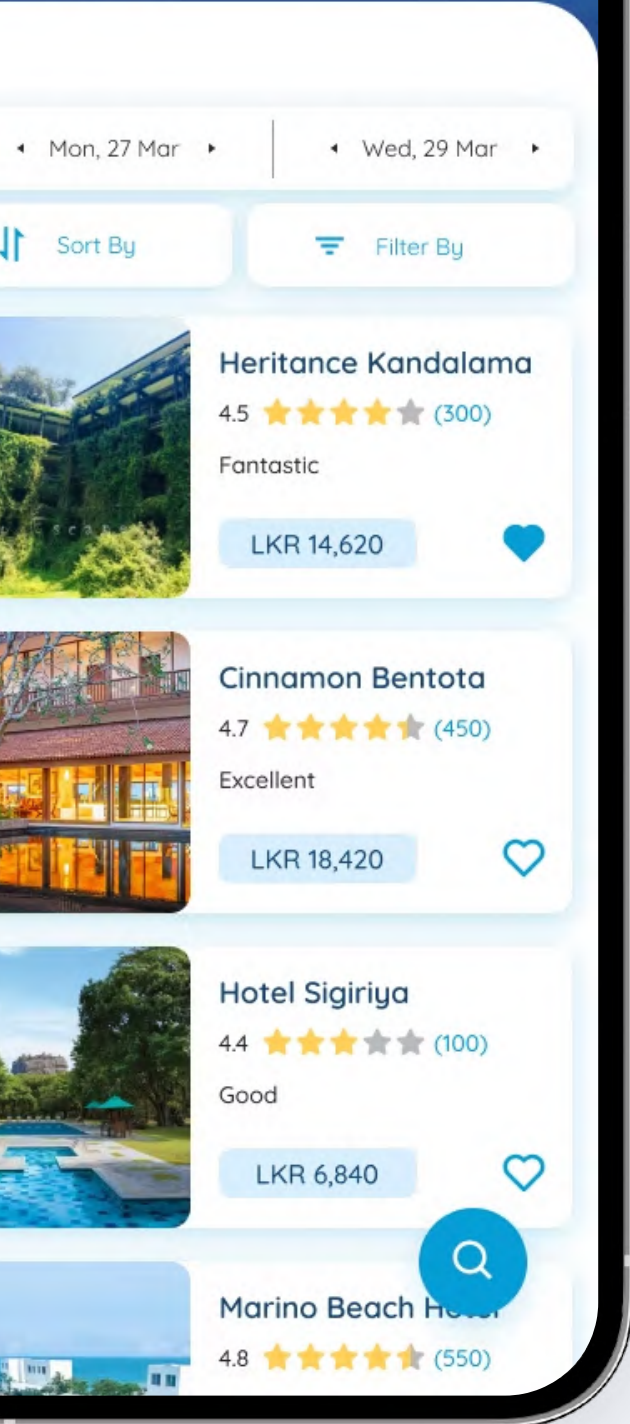 Mon, 27 Mar
Wed, 29 Mar
Sort By
Filter By
Heritance Kandalama
4.5 (300)
Fantastic
LKR 14,620
Cinnamon Bentota
4.7 (450)
Excellent
LKR 18,420
Hotel Sigiriya
4.4 (100)
Good
LKR 6,840
Marino Beach Hotel
4.8 (550)